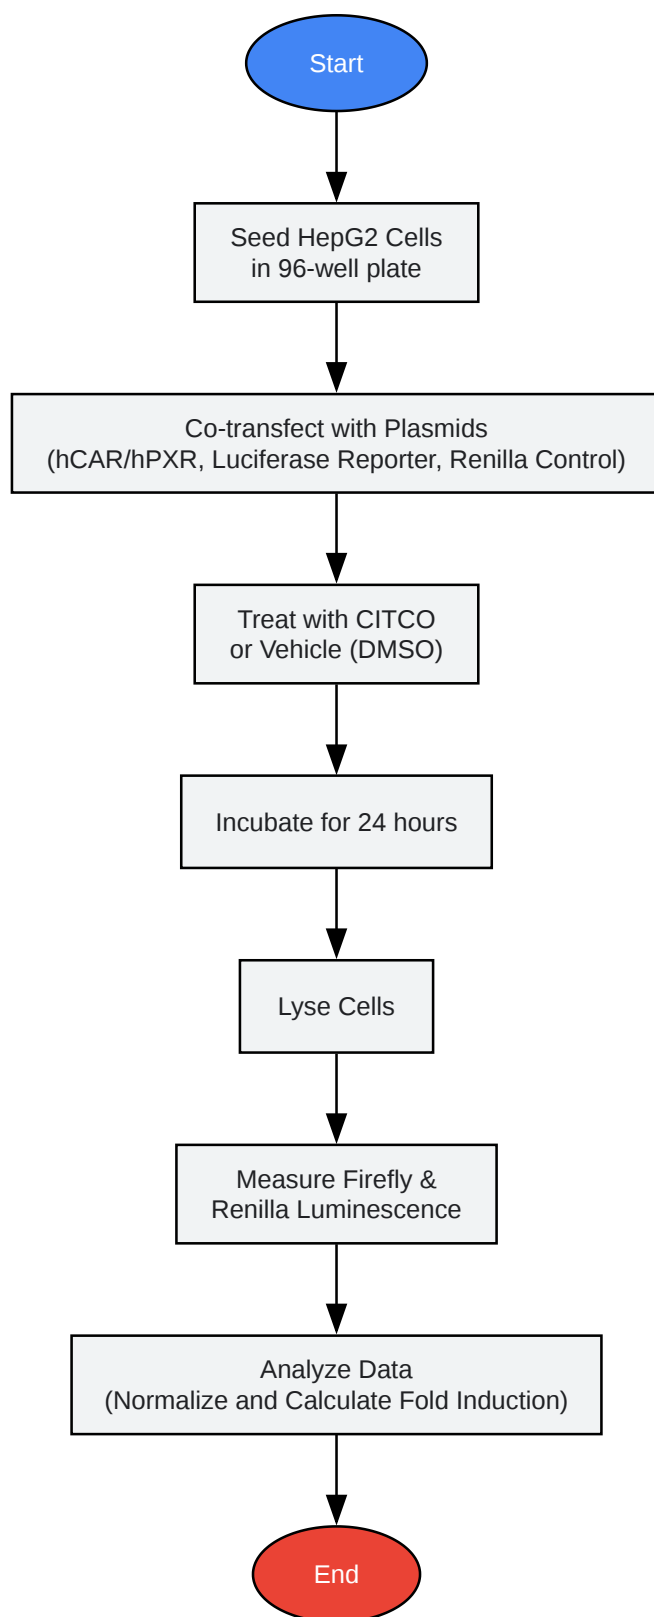 Start
Seed HepG2 Cells
in 96-well plate
Co-transfect with Plasmids
(hCAR/hPXR, Luciferase Reporter, Renilla Control)
Treat with CITCO
or Vehicle (DMSO)
Incubate for 24 hours
Lyse Cells
Measure Firefly &
Renilla Luminescence
Analyze Data
(Normalize and Calculate Fold Induction)
End